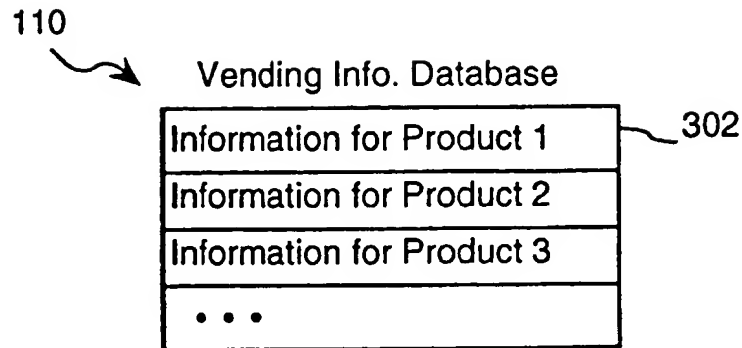 110
Vending Info. Database
Information for Product 1
302
Information for Product 2
Information for Product 3
• • •